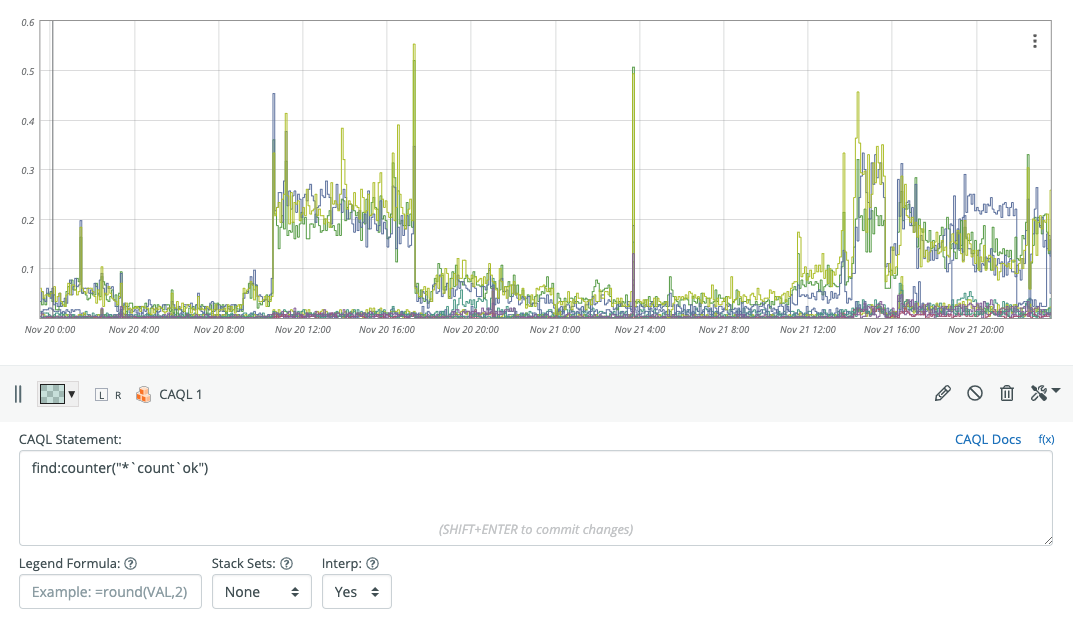 0.6
0.5
0.4
0.3
0.2
0.1
Nov 20 0:00 Nov 20 4:00 Nov 20 8:00 Nov 20 12:00 Nov 20 16:00 Nov 20 20:00 Nov 21 0:00 Nov 21 4:00 Nov 21 8:00 Nov 21 12:00 Nov 21 16:00 Nov 21 20:00
L R CAQL 1
CAQL Statement: CAQL Docs f(x)
find:counter("*`count`ok")
(SHIFT+ENTER to commit changes)
Legend Formula: ? Stack Sets: ? Interp: ?
Example: =round(VAL,2) None Yes